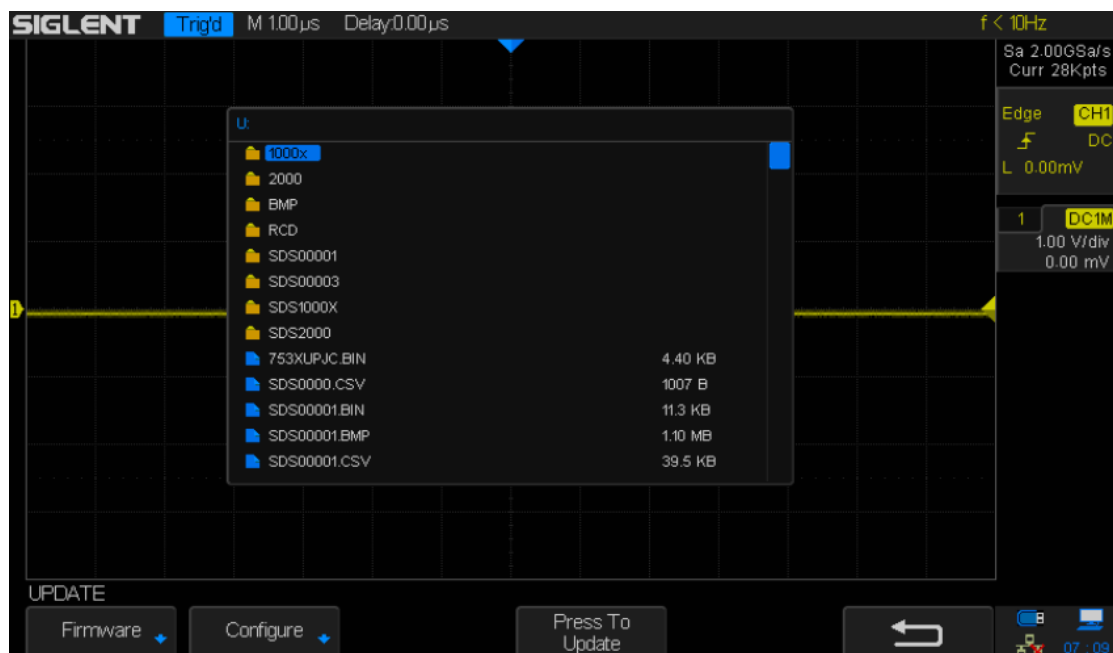 SIGLENT Trig'd M 1.00μs Delay:0.00μs f < 10Hz
Sa 2.00GSa/s
Curr 28Kpts
Edge CH1
DC
L 0.00mV
1 DC1M
1.00 V/div
0.00 mV
U:
1000x
2000
BMP
RCD
SDS00001
SDS00003
SDS1000X
SDS2000
753XUPJC.BIN 4.40 KB
SDS0000.CSV 1007 B
SDS00001.BIN 11.3 KB
SDS00001.BMP 1.10 MB
SDS00001.CSV 39.5 KB
1
UPDATE
Firmware Configure Press To
Update
07 : 09